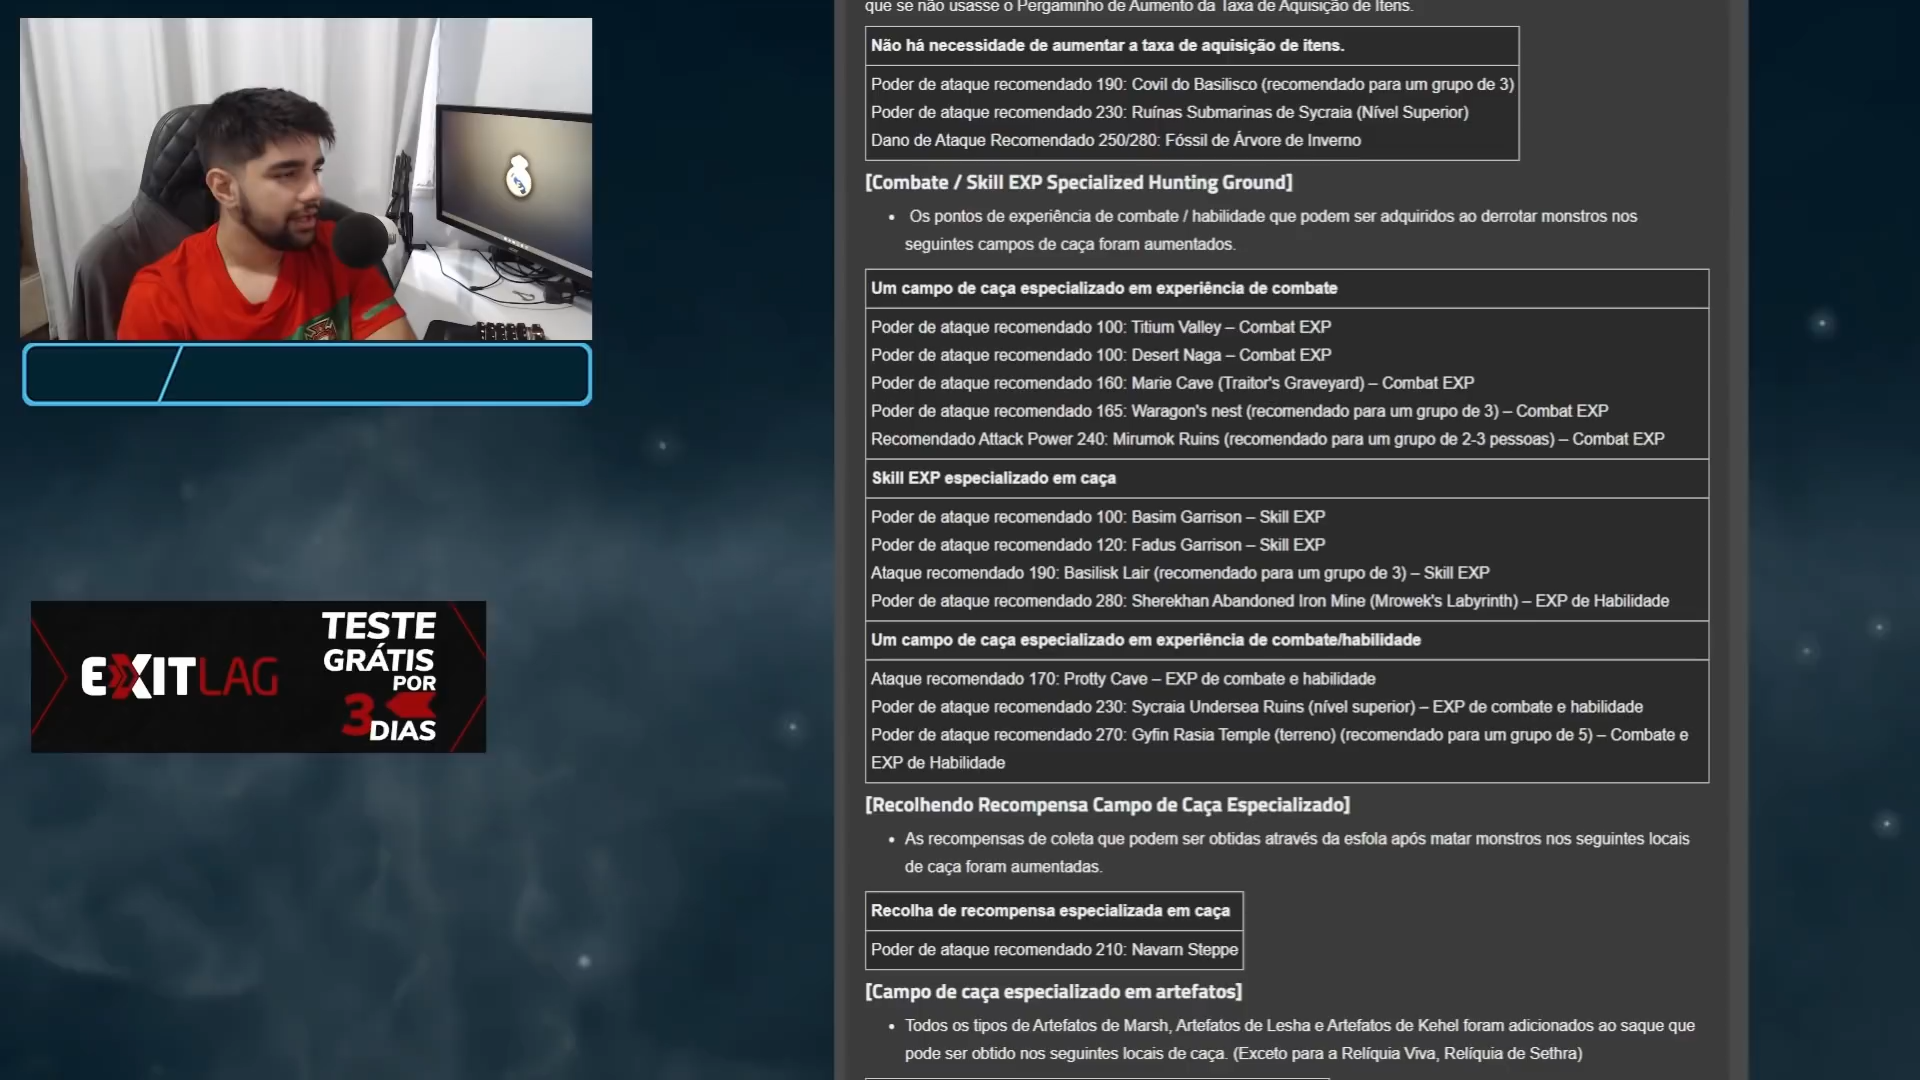 que se não usasse o Pergaminho de Aumento da Taxa de Aquisição de Itens.
Não há necessidade de aumentar a taxa de aquisição de itens.
Poder de ataque recomendado 190: Covil do Basilisco (recomendado para um grupo de 3)
Poder de ataque recomendado 230: Ruínas Submarinas de Sycraia (Nível Superior)
Dano de Ataque Recomendado 250/280: Fóssil de Árvore de Inverno
[Combate / Skill EXP Specialized Hunting Ground]
• Os pontos de experiência de combate / habilidade que podem ser adquiridos ao derrotar monstros nos
seguintes campos de caça foram aumentados.
Um campo de caça especializado em experiência de combate
Poder de ataque recomendado 100: Titium Valley – Combat EXP
Poder de ataque recomendado 100: Desert Naga – Combat EXP
Poder de ataque recomendado 160: Marie Cave (Traitor's Graveyard) – Combat EXP
Poder de ataque recomendado 165: Waragon's nest (recomendado para um grupo de 3) – Combat EXP
Recomendado Attack Power 240: Mirumok Ruins (recomendado para um grupo de 2-3 pessoas) – Combat EXP
Skill EXP especializado em caça
Poder de ataque recomendado 100: Basim Garrison – Skill EXP
Poder de ataque recomendado 120: Fadus Garrison – Skill EXP
Ataque recomendado 190: Basilisk Lair (recomendado para um grupo de 3) – Skill EXP
Poder de ataque recomendado 280: Sherekhan Abandoned Iron Mine (Mrowek's Labyrinth) – EXP de Habilidade
Um campo de caça especializado em experiência de combate/habilidade
Ataque recomendado 170: Protty Cave – EXP de combate e habilidade
Poder de ataque recomendado 230: Sycraia Undersea Ruins (nível superior) – EXP de combate e habilidade
Poder de ataque recomendado 270: Gyfin Rasia Temple (terreno) (recomendado para um grupo de 5) – Combate e
EXP de Habilidade
[Recolhendo Recompensa Campo de Caça Especializado]
• As recompensas de coleta que podem ser obtidas através da esfola após matar monstros nos seguintes locais
de caça foram aumentadas.
Recolha de recompensa especializada em caça
Poder de ataque recomendado 210: Navarn Steppe
[Campo de caça especializado em artefatos]
• Todos os tipos de Artefatos de Marsh, Artefatos de Lesha e Artefatos de Kehel foram adicionados ao saque que
pode ser obtido nos seguintes locais de caça. (Exceto para a Relíquia Viva, Relíquia de Sethra)
EXITLAG
TESTE
GRÁTIS
POR
3
DIAS